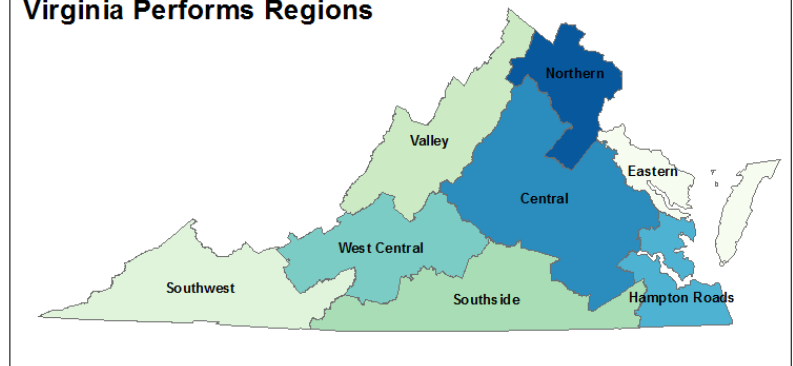 Virginia Performs Regions
Northern
Valley
Eastern
Central
West Central
Southwest
Southside
Hampton Roads